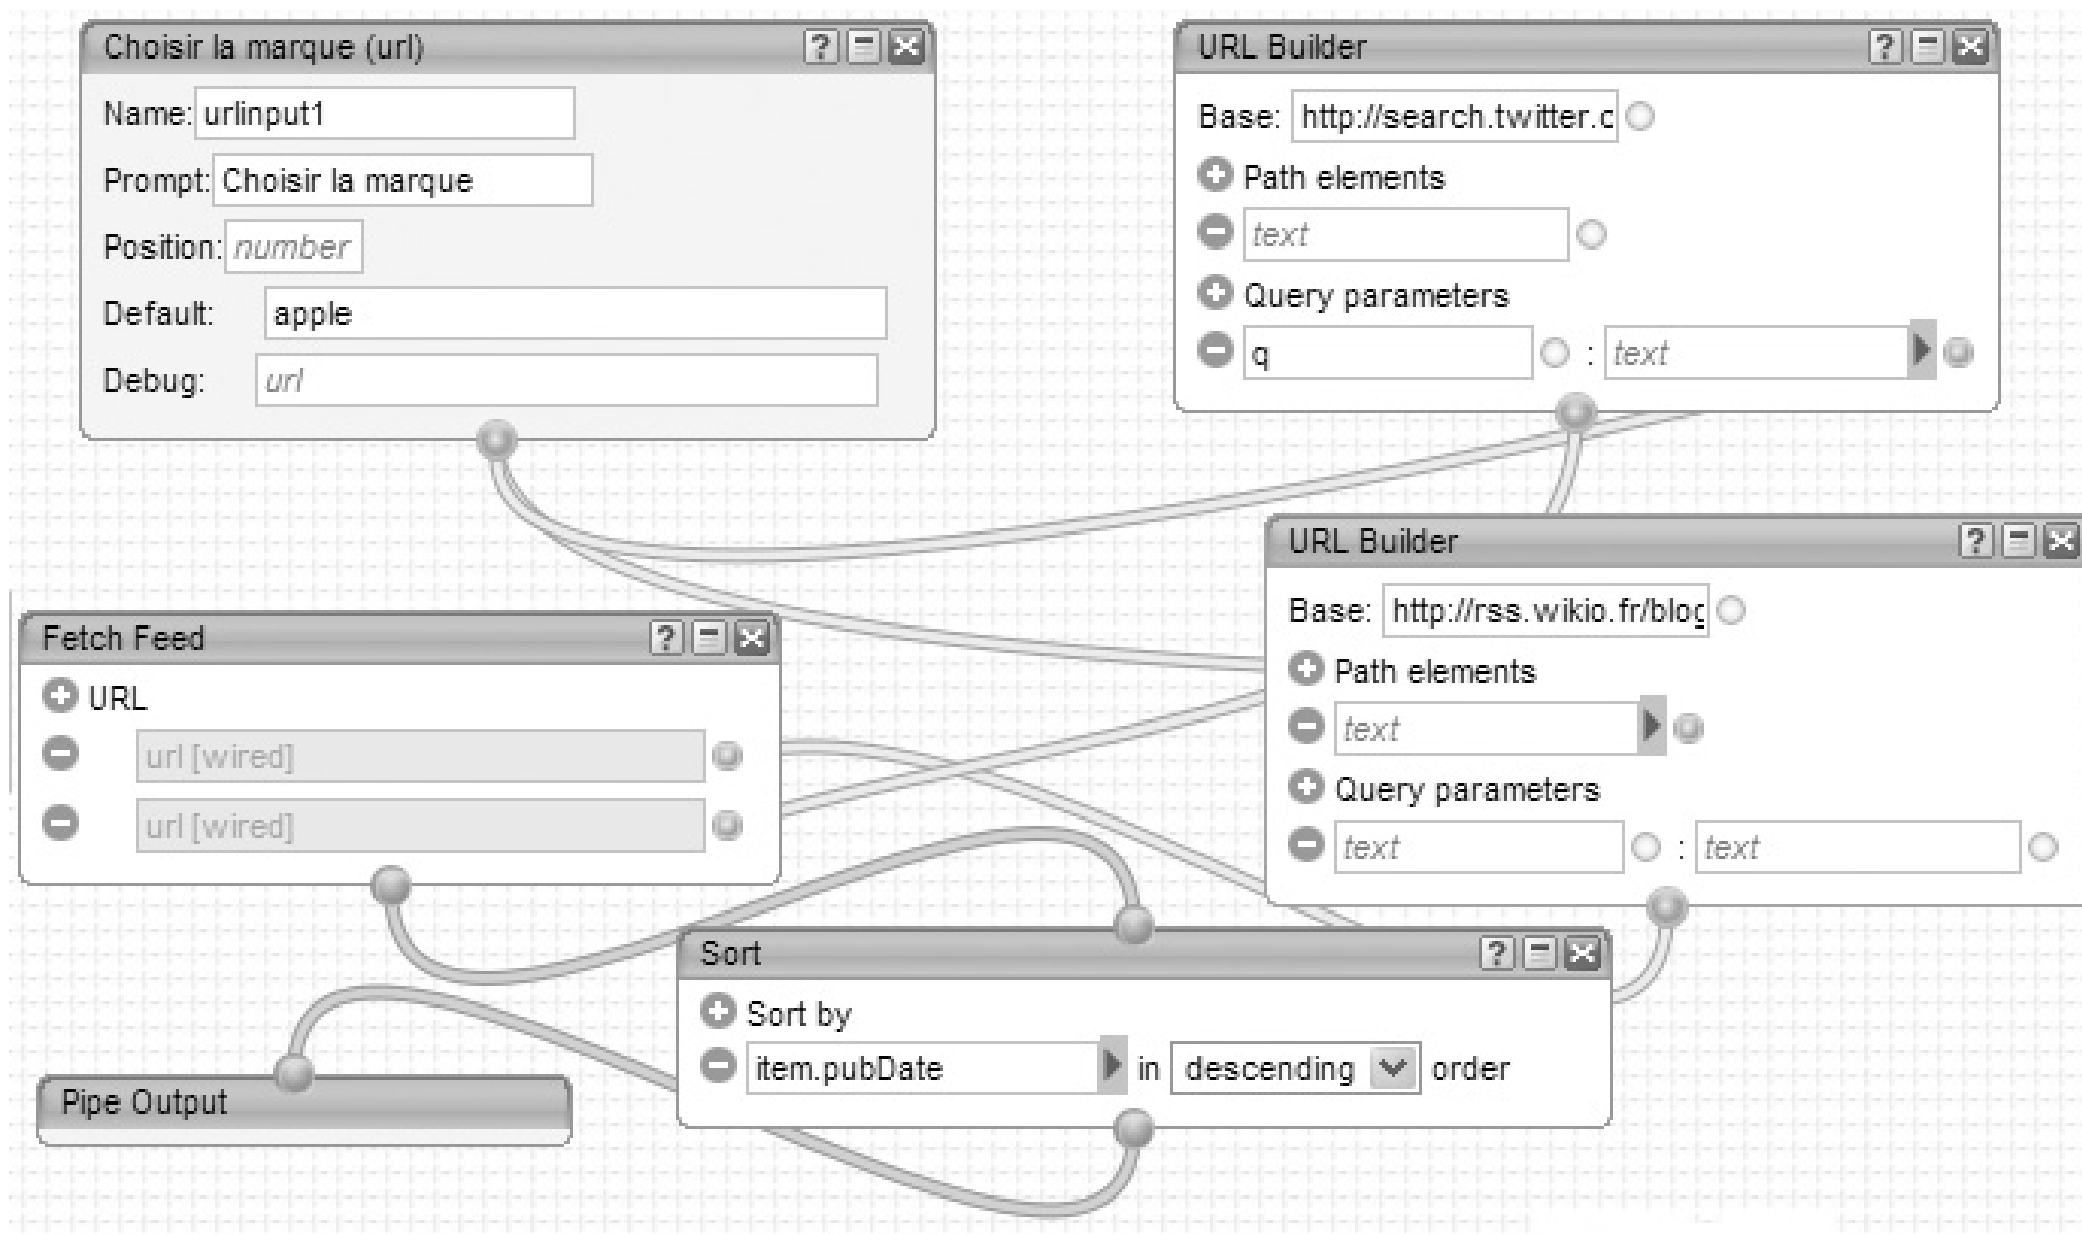 Choisir la marque (url)
Name: urlinput1
Prompt: Choisir la marque
Position: number
Default: apple
Debug: url
URL Builder
Base: http://search.twitter.c
Path elements
text
Query parameters
q : text
URL Builder
Base: http://rss.wikio.fr/blog
Path elements
text
Query parameters
text : text
Fetch Feed
URL
url [wired]
url [wired]
Sort
Sort by
item.pubDate in descending order
Pipe Output